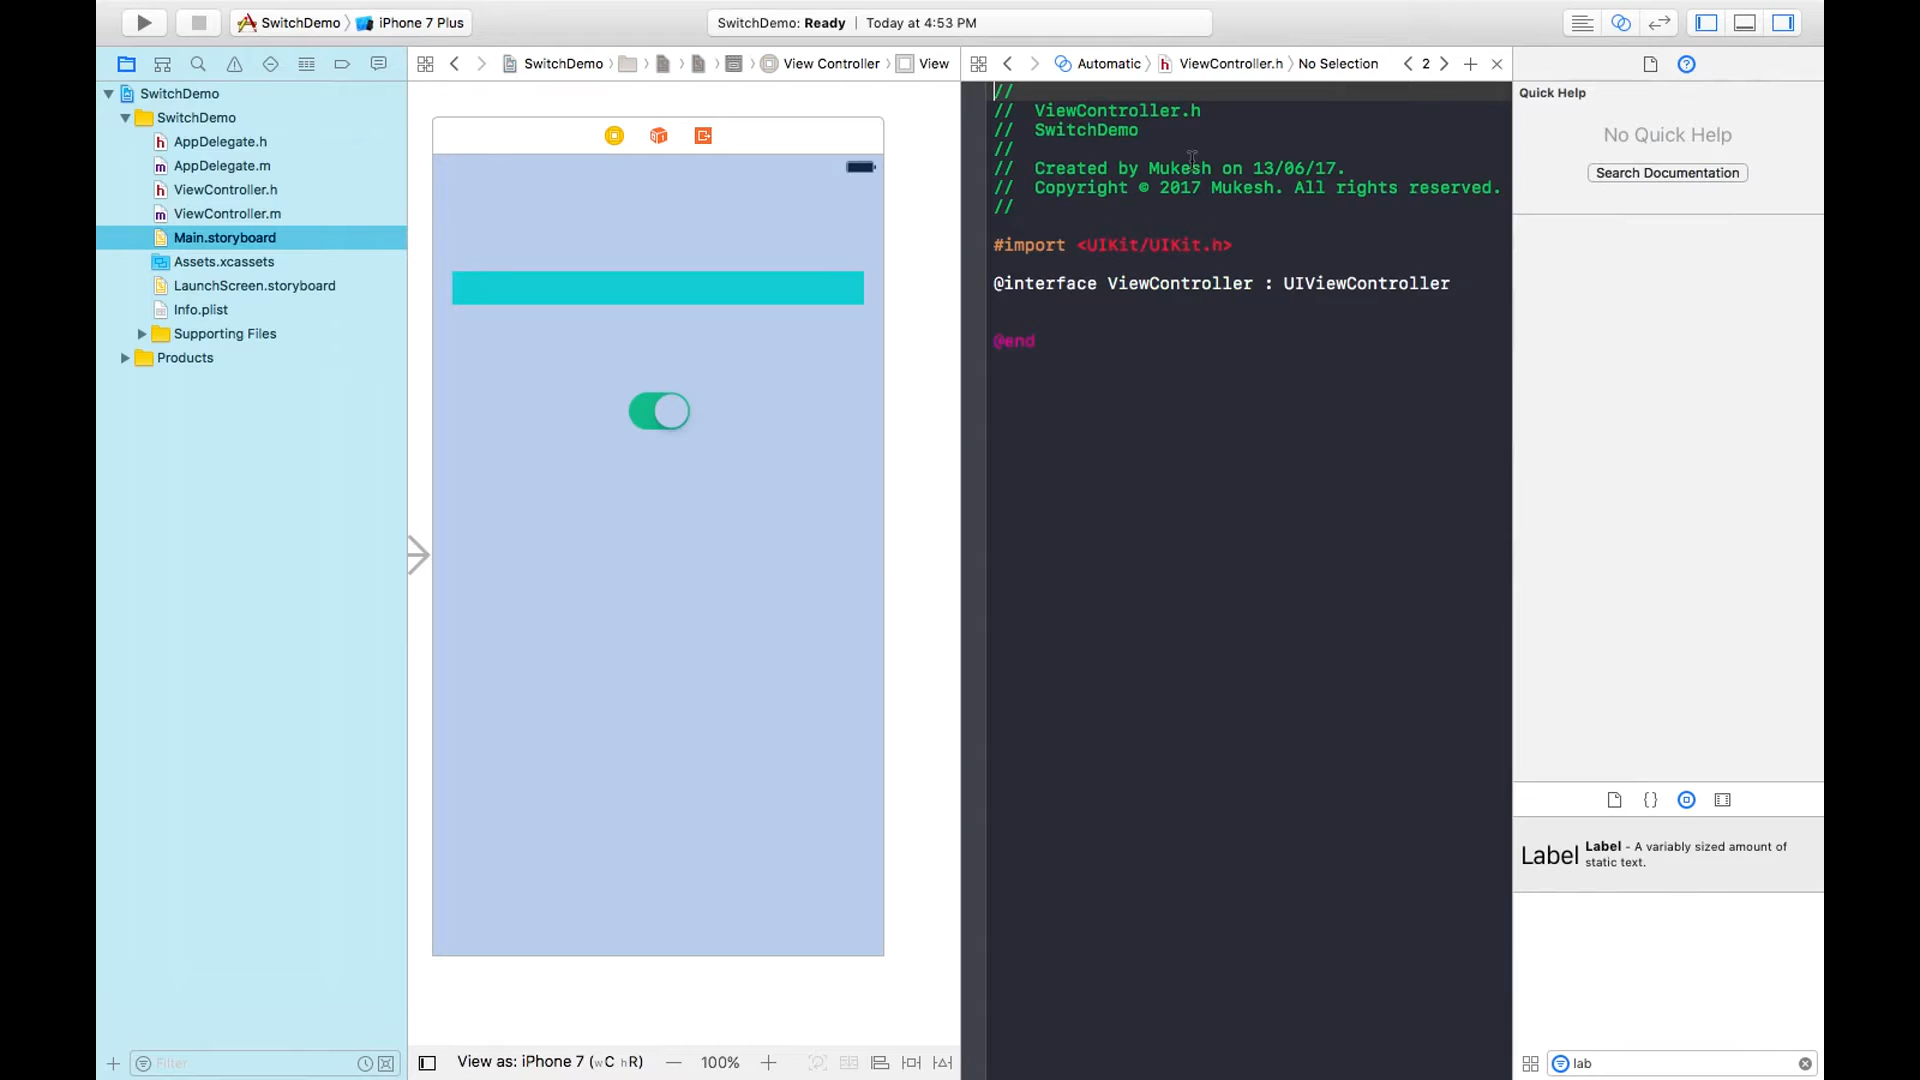 SwitchDemo iPhone 7 Plus
SwitchDemo: Ready | Today at 4:53 PM
SwitchDemo
SwitchDemo
AppDelegate.h
AppDelegate.m
ViewController.h
ViewController.m
Main.storyboard
Assets.xcassets
LaunchScreen.storyboard
Info.plist
Supporting Files
Products
Filter
SwitchDemo View Controller View
View as: iPhone 7 (wC hR)
100%
Automatic ViewController.h No Selection 2
//
// ViewController.h
// SwitchDemo
//
// Created by Mukesh on 13/06/17.
// Copyright © 2017 Mukesh. All rights reserved.
//
#import <UIKit/UIKit.h>
@interface ViewController : UIViewController
@end
Quick Help
No Quick Help
Search Documentation
{}
Label
Label - A variably sized amount of
static text.
lab